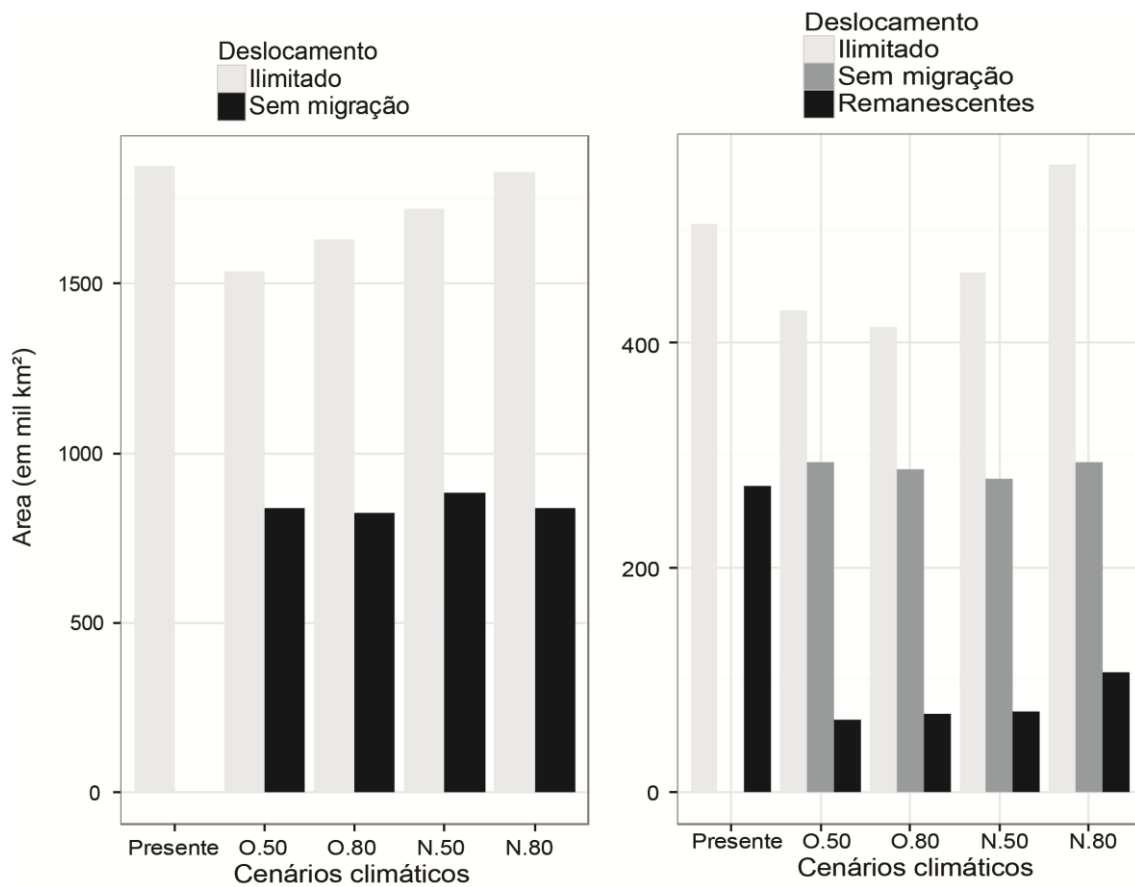 Deslocamento
Ilimitado
Sem migração
Area (em mil km²)
1500
1000
500
0
Presente O.50 O.80 N.50 N.80
Cenários climáticos
Deslocamento
Ilimitado
Sem migração
Remanescentes
400
200
0
Presente O.50 O.80 N.50 N.80
Cenários climáticos